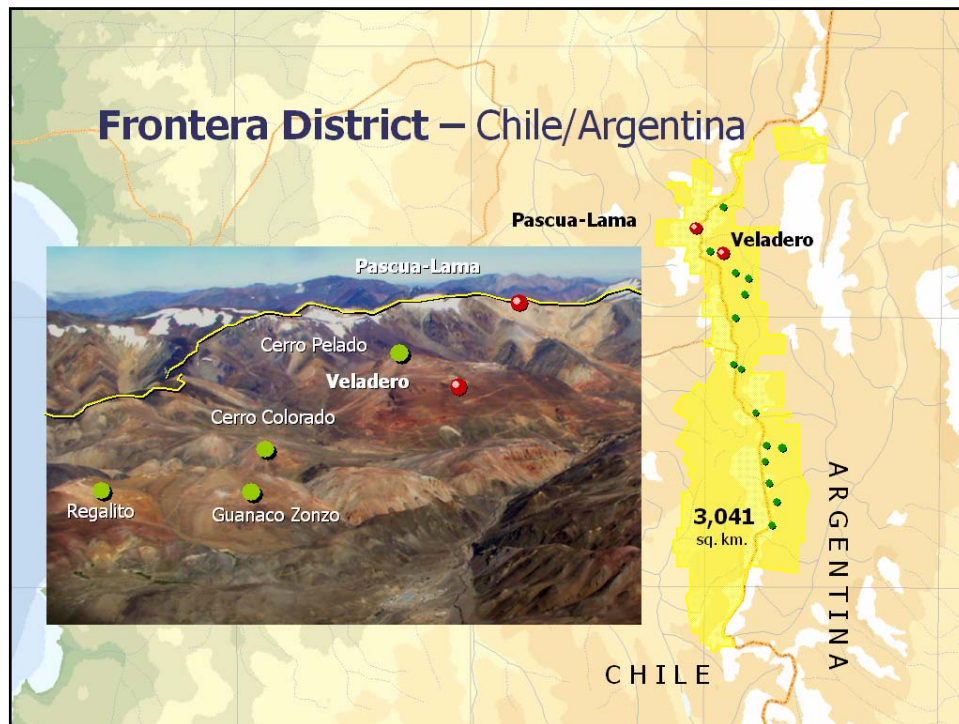 Frontera District – Chile/Argentina
Pascua-Lama
Veladero
Pascua-Lama
Cerro Pelado
Veladero
Cerro Colorado
Regalito
Guanaco Zonzo
3,041
sq. km.
ARGENTINA
CHILE